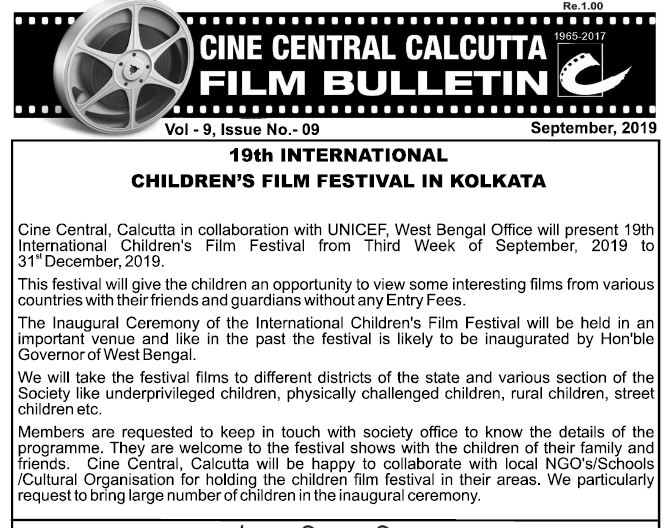 Re.1.00
CINE CENTRAL CALCUTTA
1965-2017
FILM BULLETIN
Vol - 9, Issue No.- 09
September, 2019
19th INTERNATIONAL
CHILDREN'S FILM FESTIVAL IN KOLKATA
Cine Central, Calcutta in collaboration with UNICEF, West Bengal Office will present 19th
International Children's Film Festival from Third Week of September, 2019 to
31st December, 2019.
This festival will give the children an opportunity to view some interesting films from various
countries with their friends and guardians without any Entry Fees.
The Inaugural Ceremony of the International Children's Film Festival will be held in an
important venue and like in the past the festival is likely to be inaugurated by Hon'ble
Governor of West Bengal.
We will take the festival films to different districts of the state and various section of the
Society like underprivileged children, physically challenged children, rural children, street
children etc.
Members are requested to keep in touch with society office to know the details of the
programme. They are welcome to the festival shows with the children of their family and
friends. Cine Central, Calcutta will be happy to collaborate with local NGO's/Schools
/Cultural Organisation for holding the children film festival in their areas. We particularly
request to bring large number of children in the inaugural ceremony.